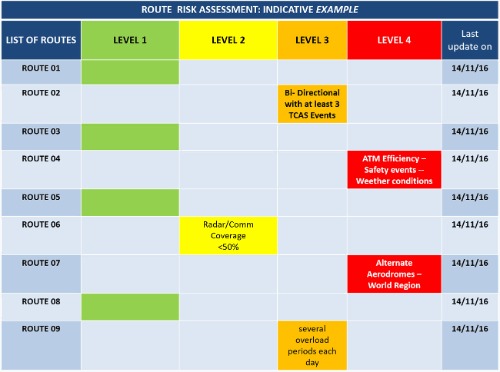 ROUTE RISK ASSESSMENT: INDICATIVE EXAMPLE
LIST OF ROUTES LEVEL 1 LEVEL 2 LEVEL 3 LEVEL 4 Last
update on
ROUTE 01 14/11/16
ROUTE 02 Bi- Directional 14/11/16
with at least 3
TCAS Events
ROUTE 03 14/11/16
ROUTE 04 ATM Efficiency – 14/11/16
Safety events –
Weether conditions
ROUTE 05 14/11/16
ROUTE 06 Radar/Comm 14/11/16
Coverage
<50%
ROUTE 07 Alternate 14/11/16
Aerodromes –
World Region
ROUTE 08 14/11/16
ROUTE 09 several 14/11/16
overload
periods each
day